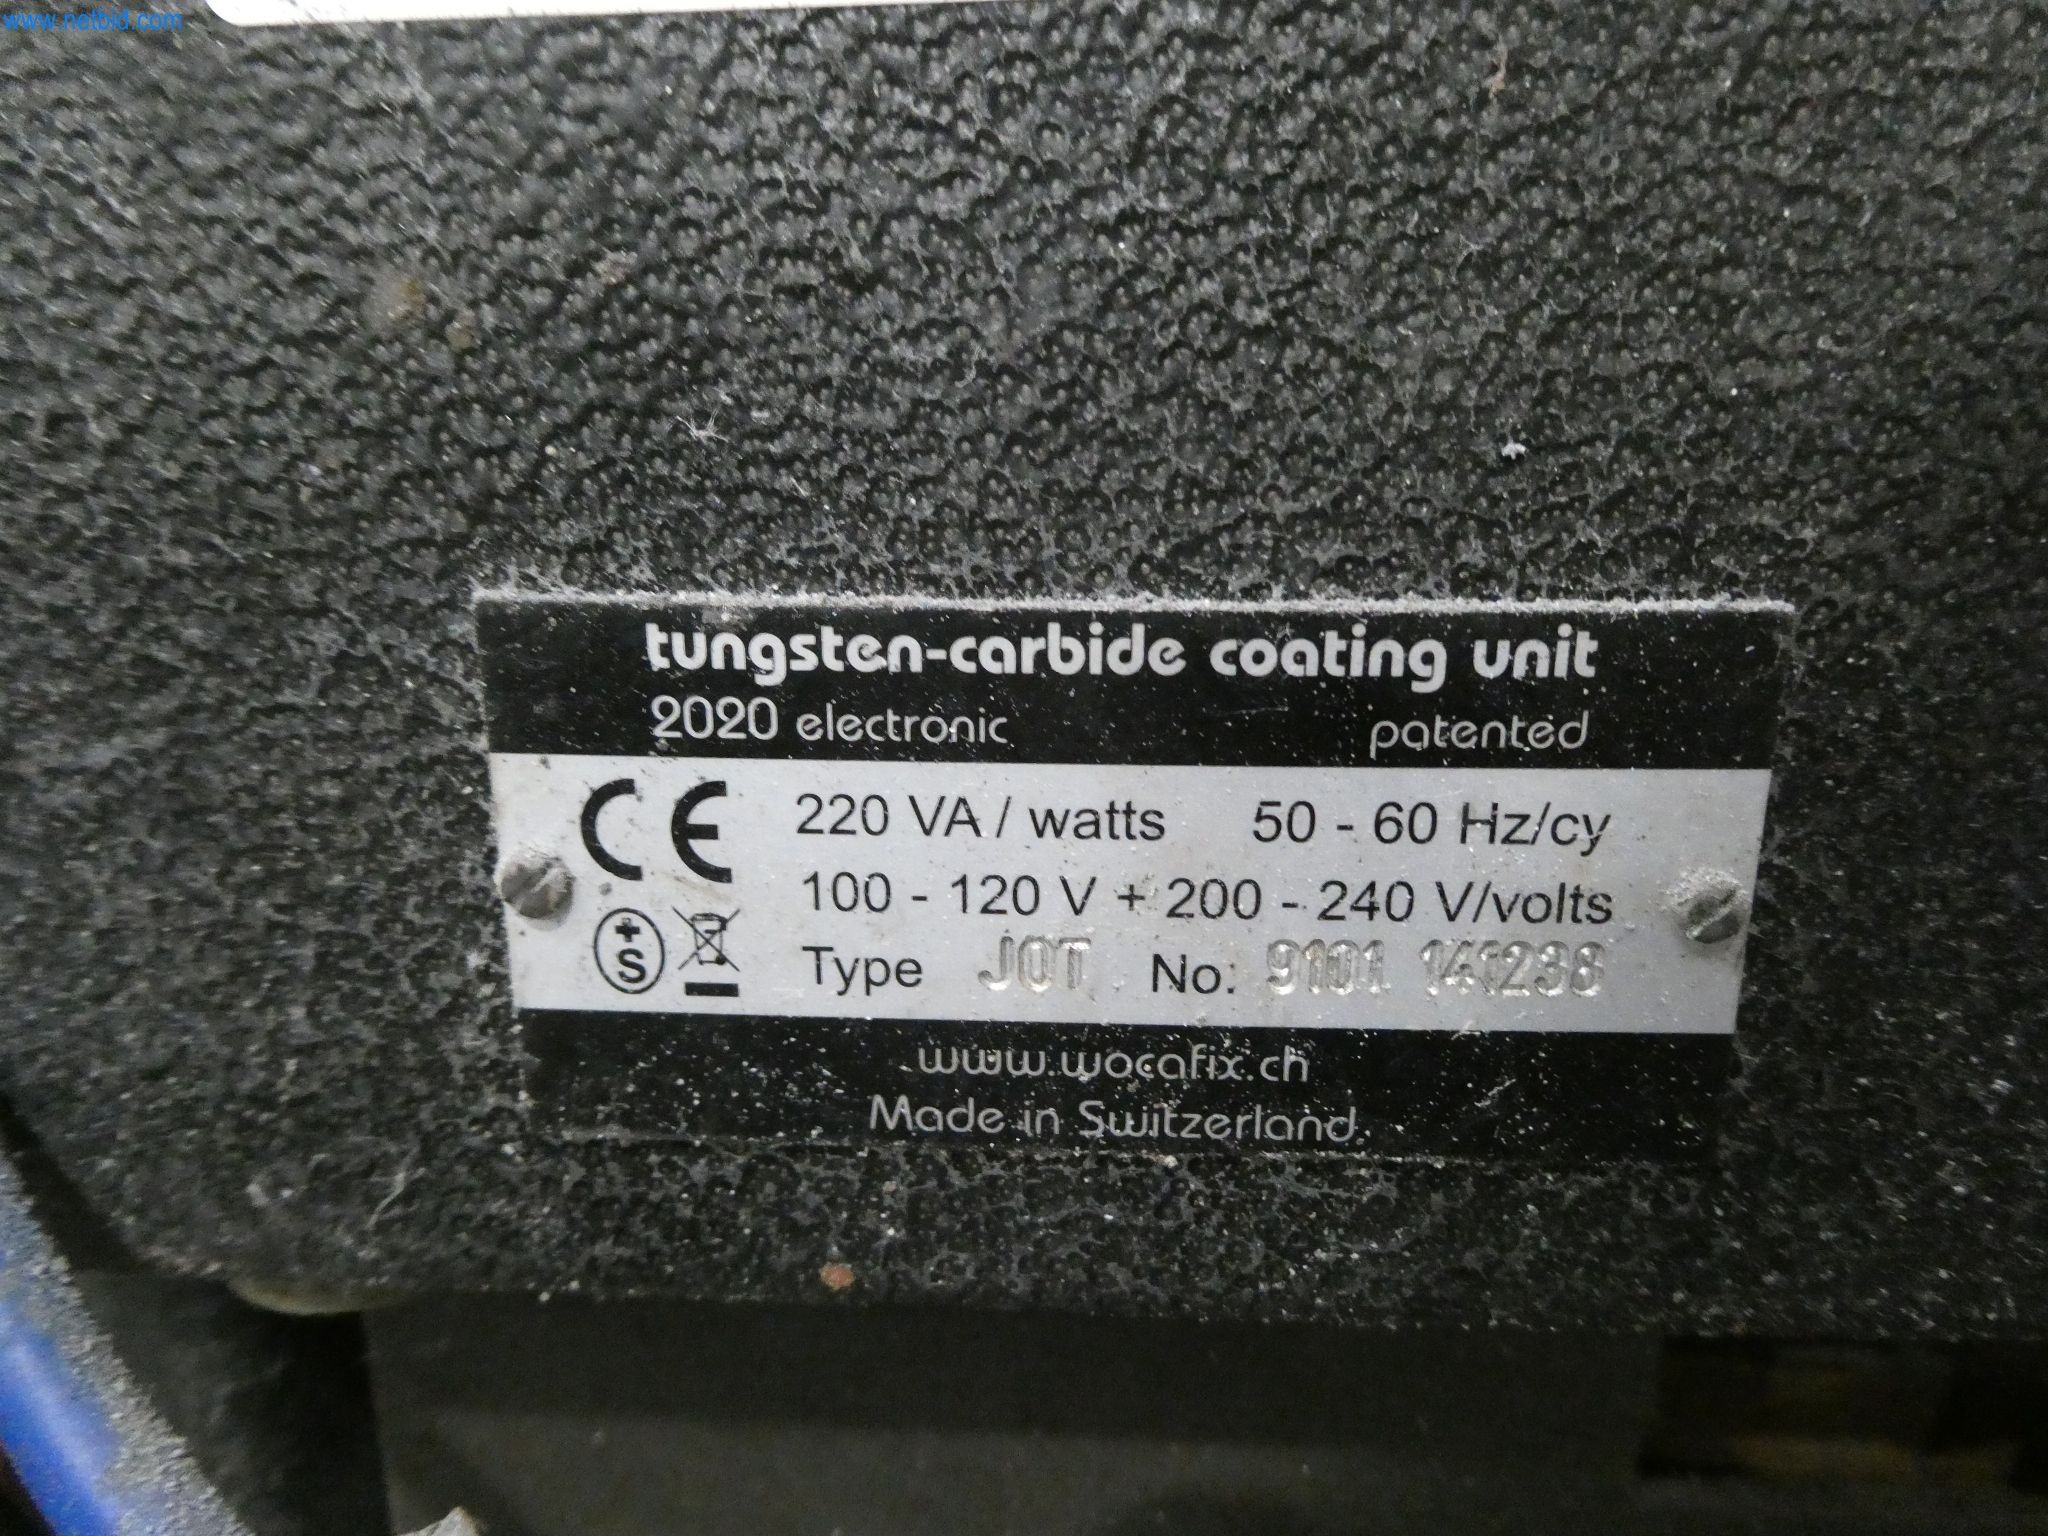 www.netbid.com
tungsten-carbide coating unit
2020 electronic patented
CE 220 VA / watts 50 - 60 Hz/cy
100 - 120 V + 200 - 240 V/volts
+S Type JOT No: 9101 141238
www.wocafix.ch
Made in Switzerland